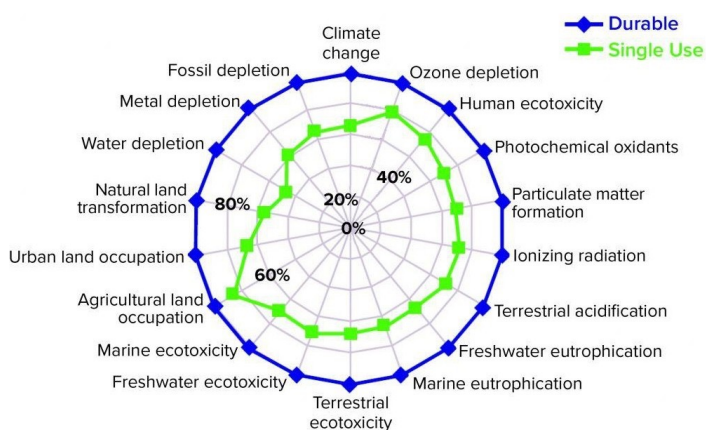 Durable
Single Use
Climate
change
Ozone depletion
Human ecotoxicity
Photochemical oxidants
Particulate matter
formation
Ionizing radiation
Terrestrial acidification
Freshwater eutrophication
Marine eutrophication
Terrestrial
ecotoxicity
Freshwater ecotoxicity
Marine ecotoxicity
Agricultural land
occupation
Urban land occupation
Natural land
transformation
Water depletion
Metal depletion
Fossil depletion
40%
20%
80%
0%
60%